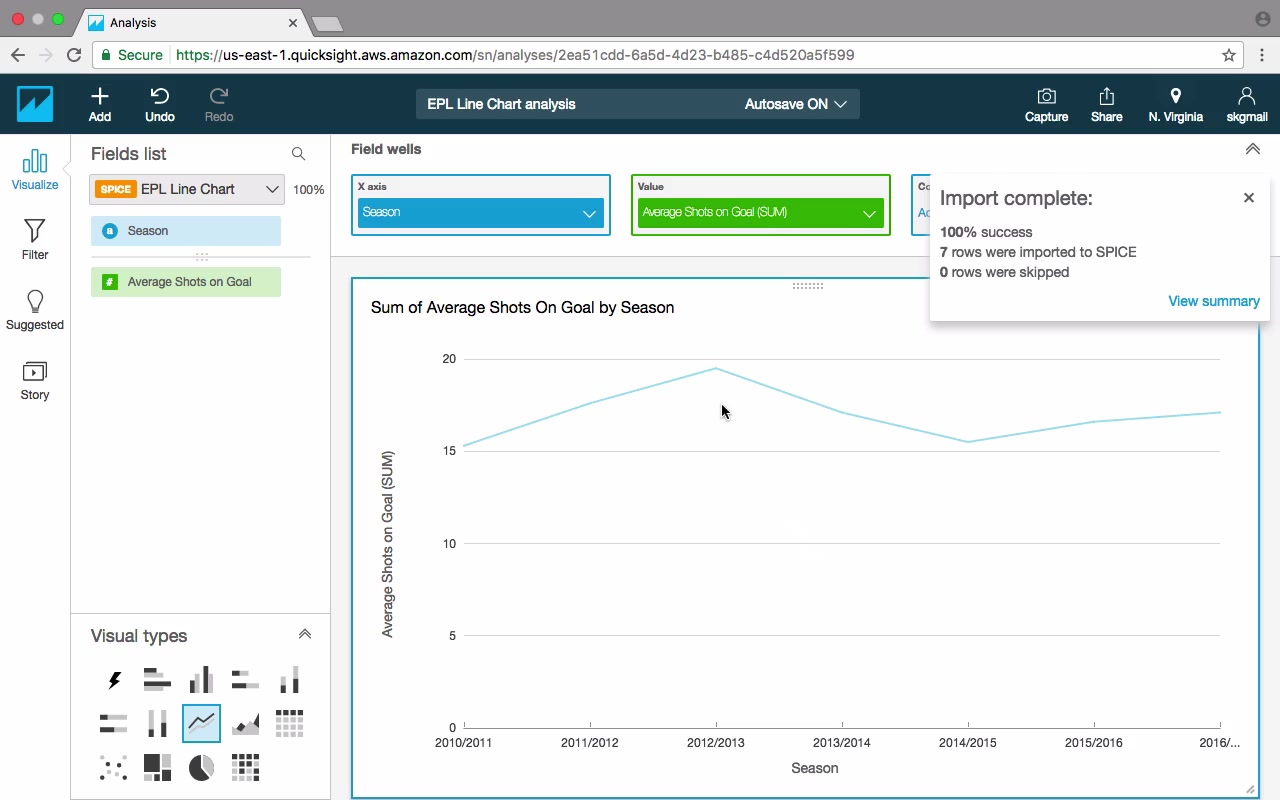 Analysis
Secure https://us-east-1.quicksight.aws.amazon.com/sn/analyses/2ea51cdd-6a5d-4d23-b485-c4d520a5f599
Add
Undo
Redo
EPL Line Chart analysis
Autosave ON
Capture
Share
N. Virginia
skgmail
Visualize
Filter
Suggested
Story
Fields list
SPICE EPL Line Chart 100%
Season
# Average Shots on Goal
Visual types
Field wells
X axis
Season
Value
Average Shots on Goal (SUM)
Import complete:
100% success
7 rows were imported to SPICE
0 rows were skipped
View summary
Sum of Average Shots On Goal by Season
Average Shots on Goal (SUM)
20
15
10
5
0
2010/2011 2011/2012 2012/2013 2013/2014 2014/2015 2015/2016 2016/...
Season